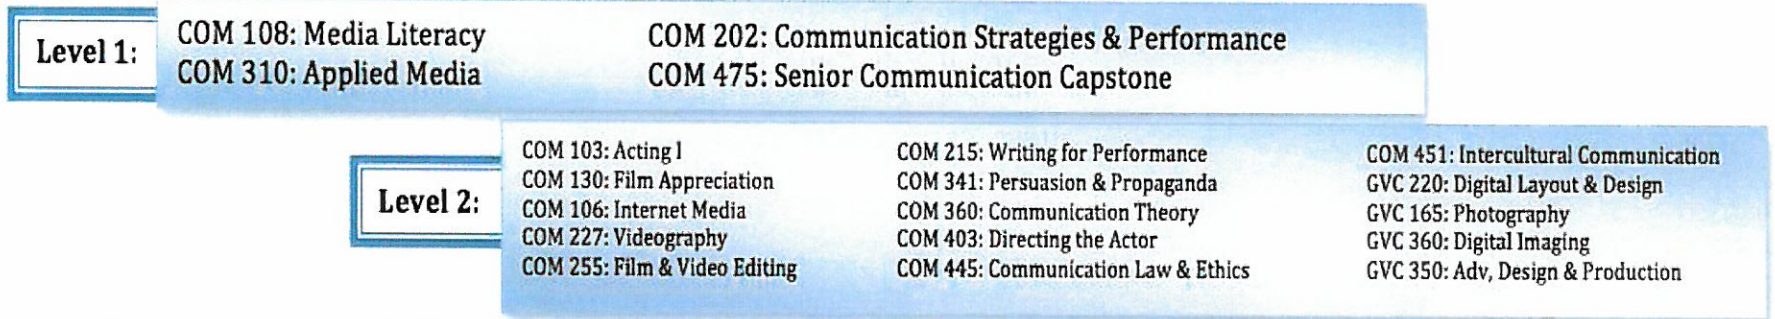 Level 1:
COM 108: Media Literacy
COM 310: Applied Media
COM 202: Communication Strategies & Performance
COM 475: Senior Communication Capstone
Level 2:
COM 103: Acting I
COM 130: Film Appreciation
COM 106: Internet Media
COM 227: Videography
COM 255: Film & Video Editing
COM 215: Writing for Performance
COM 341: Persuasion & Propaganda
COM 360: Communication Theory
COM 403: Directing the Actor
COM 445: Communication Law & Ethics
COM 451: Intercultural Communication
GVC 220: Digital Layout & Design
GVC 165: Photography
GVC 360: Digital Imaging
GVC 350: Adv, Design & Production